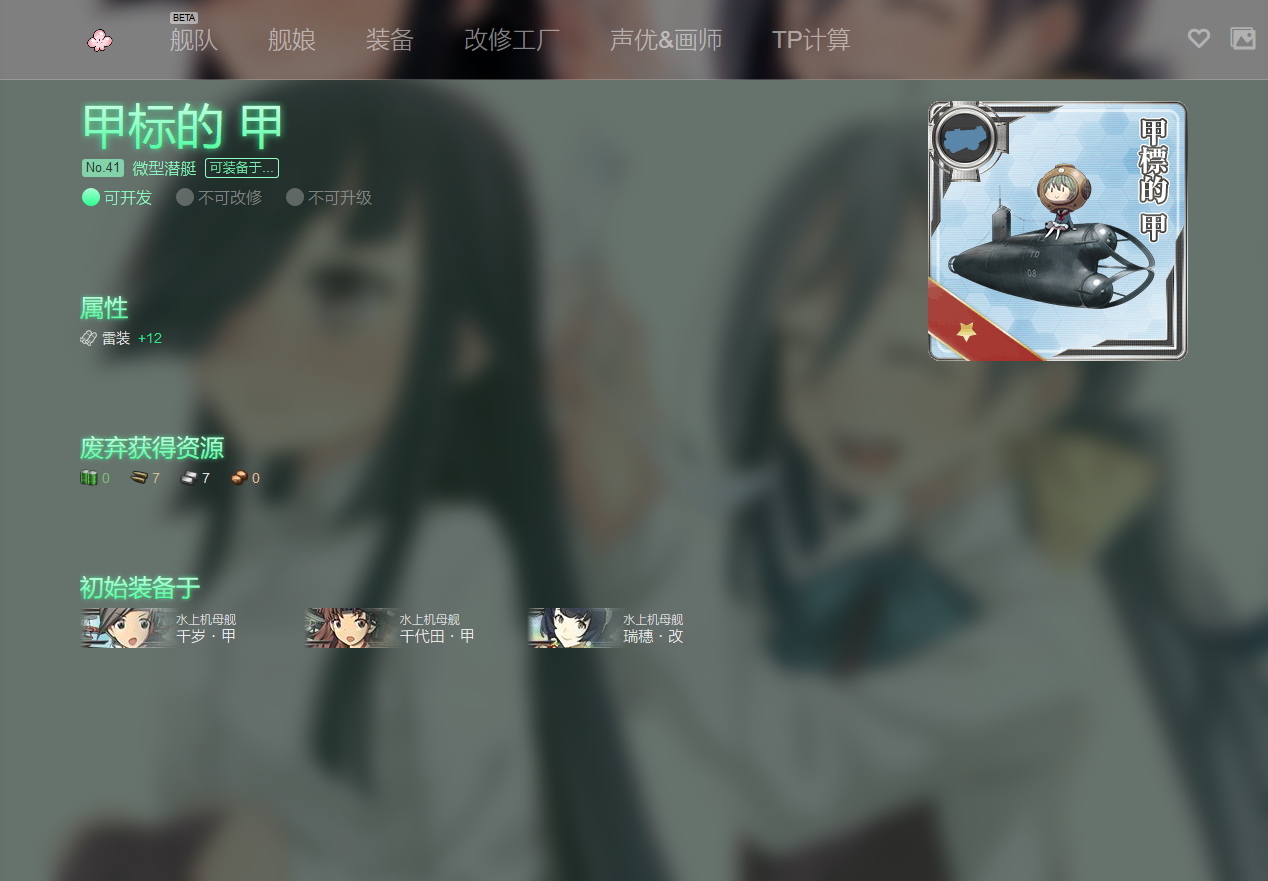 BETA
舰队 舰娘 装备 改修工厂 声优&画师 TP计算
甲标的 甲
No.41 微型潜艇 可装备于...
可开发 不可改修 不可升级
甲標的 甲
属性
雷装 +12
废弃获得资源
0 7 7 0
初始装备于
水上机母舰
千岁 · 甲
水上机母舰
千代田 · 甲
水上机母舰
瑞穗 · 改